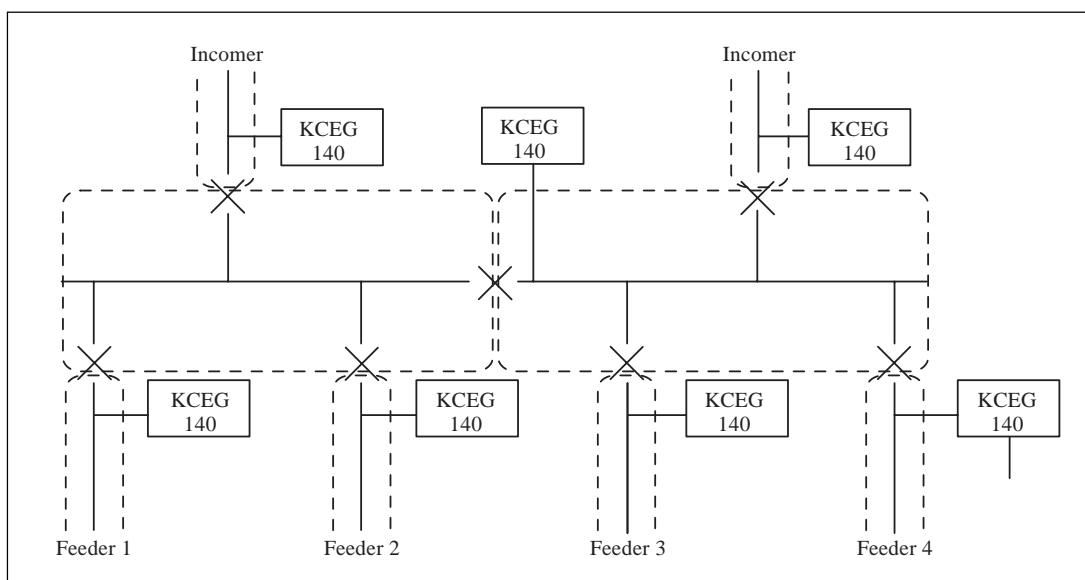 Incomer
Incomer
KCEG
140
KCEG
140
KCEG
140
KCEG
140
KCEG
140
KCEG
140
KCEG
140
Feeder 1
Feeder 2
Feeder 3
Feeder 4